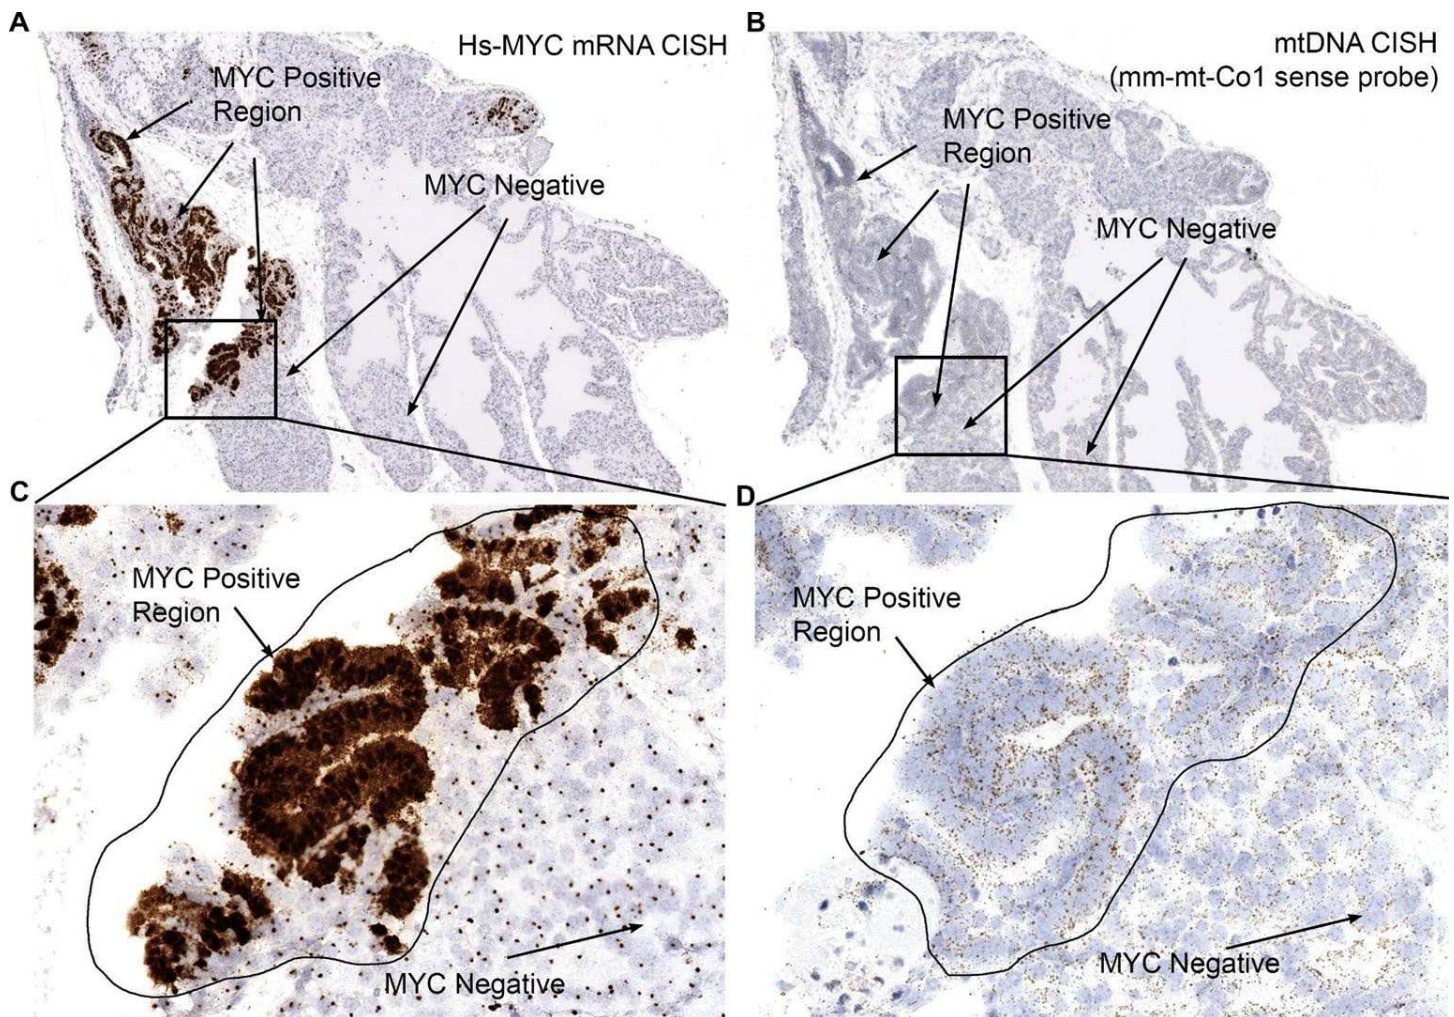 A
Hs-MYC mRNA CISH
MYC Positive
Region
MYC Negative
B
mtDNA CISH
(mm-mt-Co1 sense probe)
MYC Positive
Region
MYC Negative
C
MYC Positive
Region
MYC Negative
D
MYC Positive
Region
MYC Negative